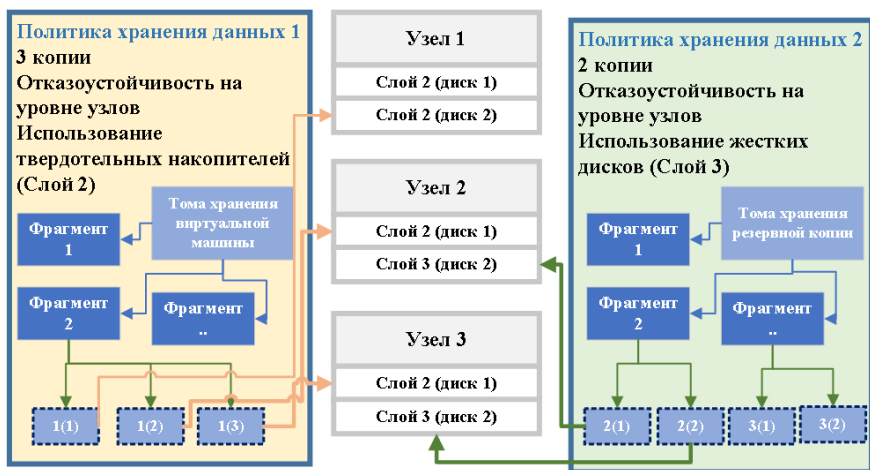 Политика хранения данных 1
3 копии
Отказоустойчивость на
уровне узлов
Использование
твердотельных накопителей
(Слой 2)
Тома хранения
виртуальной
машины
Фрагмент
1
Фрагмент
2
Фрагмент
..
1(1)
1(2)
1(3)
Узел 1
Слой 2 (диск 1)
Слой 2 (диск 2)
Узел 2
Слой 2 (диск 1)
Слой 3 (диск 2)
Узел 3
Слой 2 (диск 1)
Слой 3 (диск 2)
Политика хранения данных 2
2 копии
Отказоустойчивость на
уровне узлов
Использование жестких
дисков (Слой 3)
Тома хранения
резервной копии
Фрагмент
1
Фрагмент
2
Фрагмент
..
2(1)
2(2)
3(1)
3(2)